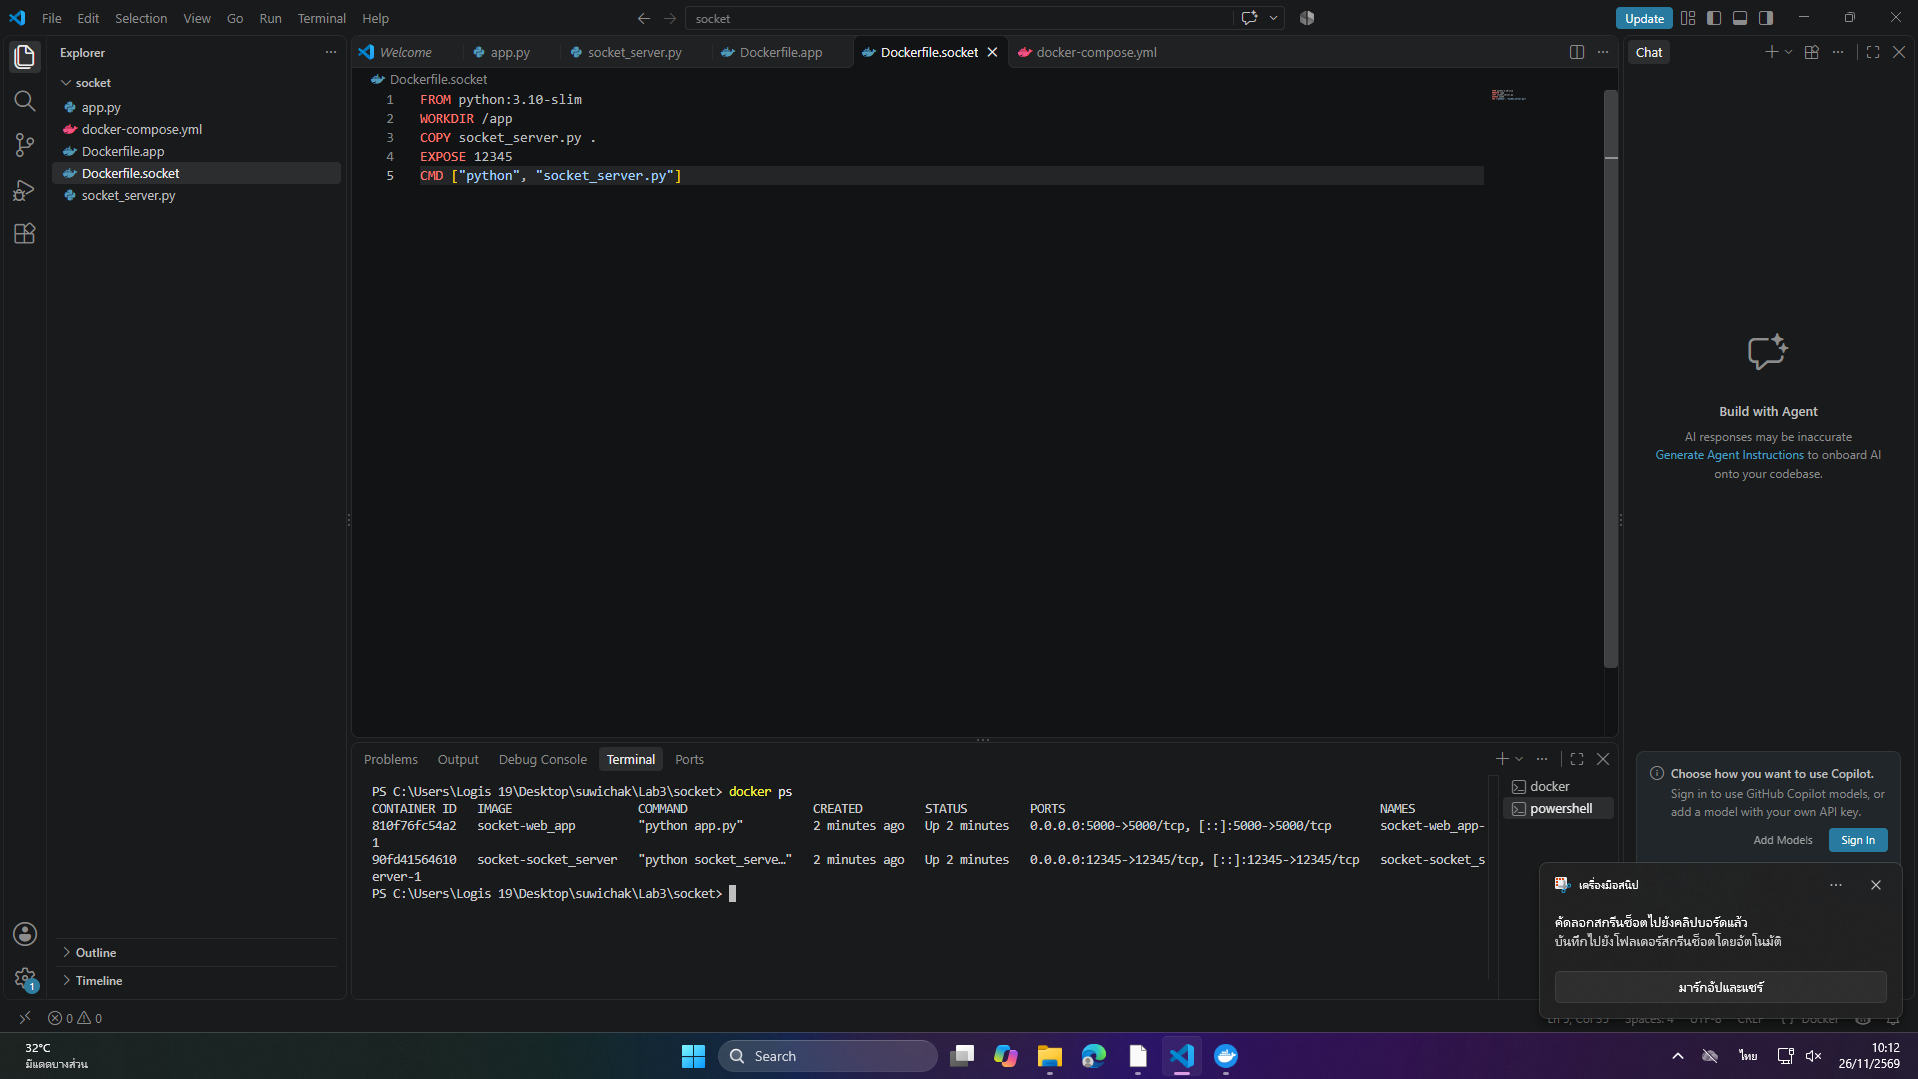 File Edit Selection View Go Run Terminal Help
socket
Update
Explorer
socket
app.py
docker-compose.yml
Dockerfile.app
Dockerfile.socket
socket_server.py
Outline
Timeline
Welcome app.py socket_server.py Dockerfile.app Dockerfile.socket docker-compose.yml
Dockerfile.socket
1 FROM python:3.10-slim
2 WORKDIR /app
3 COPY socket_server.py .
4 EXPOSE 12345
5 CMD ["python", "socket_server.py"]
Problems Output Debug Console Terminal Ports
PS C:\Users\Logis 19\Desktop\suwichak\Lab3\socket> docker ps
CONTAINER ID IMAGE COMMAND CREATED STATUS PORTS NAMES
810f76fc54a2 socket-web_app "python app.py" 2 minutes ago Up 2 minutes 0.0.0.0:5000->5000/tcp, [::]:5000->5000/tcp socket-web_app-
1
90fd41564610 socket-socket_server "python socket_serve…" 2 minutes ago Up 2 minutes 0.0.0.0:12345->12345/tcp, [::]:12345->12345/tcp socket-socket_s
erver-1
PS C:\Users\Logis 19\Desktop\suwichak\Lab3\socket>
docker
powershell
Chat
Build with Agent
AI responses may be inaccurate
Generate Agent Instructions to onboard AI
onto your codebase.
Choose how you want to use Copilot.
Sign in to use GitHub Copilot models, or
add a model with your own API key.
Add Models Sign In
เครื่องมือสนิป
คัดลอกสกรีนช็อตไปยังคลิปบอร์ดแล้ว
บันทึกไปยังโฟลเดอร์สกรีนช็อตโดยอัตโนมัติ
มาร์กอัปและแชร์
1
0 0
32°C
มีแดดบางส่วน
Search
ไทย
10:12
26/11/2569